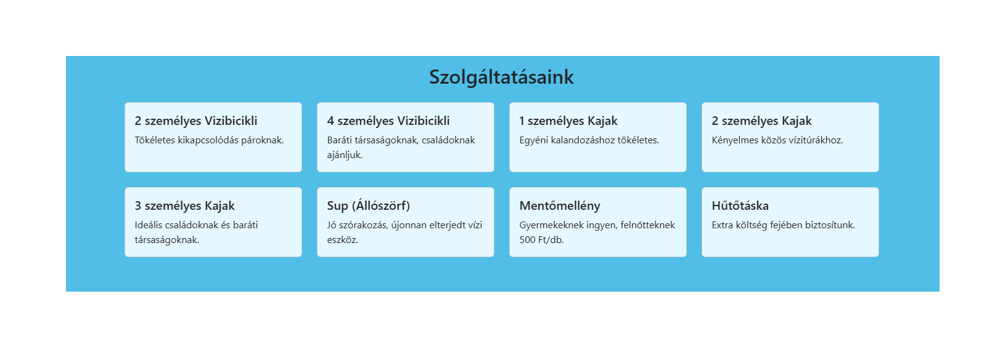 Szolgáltatásaink
2 személyes Vizibicikli
Tökéletes kikapcsolódás pároknak.
4 személyes Vizibicikli
Baráti társaságoknak, családoknak
ajánljuk.
1 személyes Kajak
Egyéni kalandozáshoz tökéletes.
2 személyes Kajak
Kényelmes közös vízitúrákhoz.
3 személyes Kajak
Ideális családoknak és baráti
társaságoknak.
Sup (Állószörf)
Jó szórakozás, újonnan elterjedt vízi
eszköz.
Mentőmellény
Gyermekeknek ingyen, felnőtteknek
500 Ft/db.
Hűtőtáska
Extra költség fejében biztosítunk.